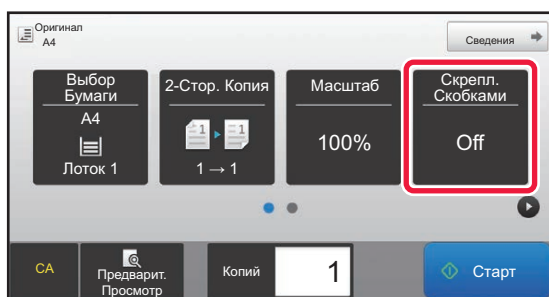 Оригинал
A4
Сведения
Выбор
Бумаги
A4
Лоток 1
2-Стор. Копия
1
1
1 → 1
Масштаб
100%
Скрепл.
Скобками
Off
CA
Предварит.
Просмотр
Копий
1
Старт